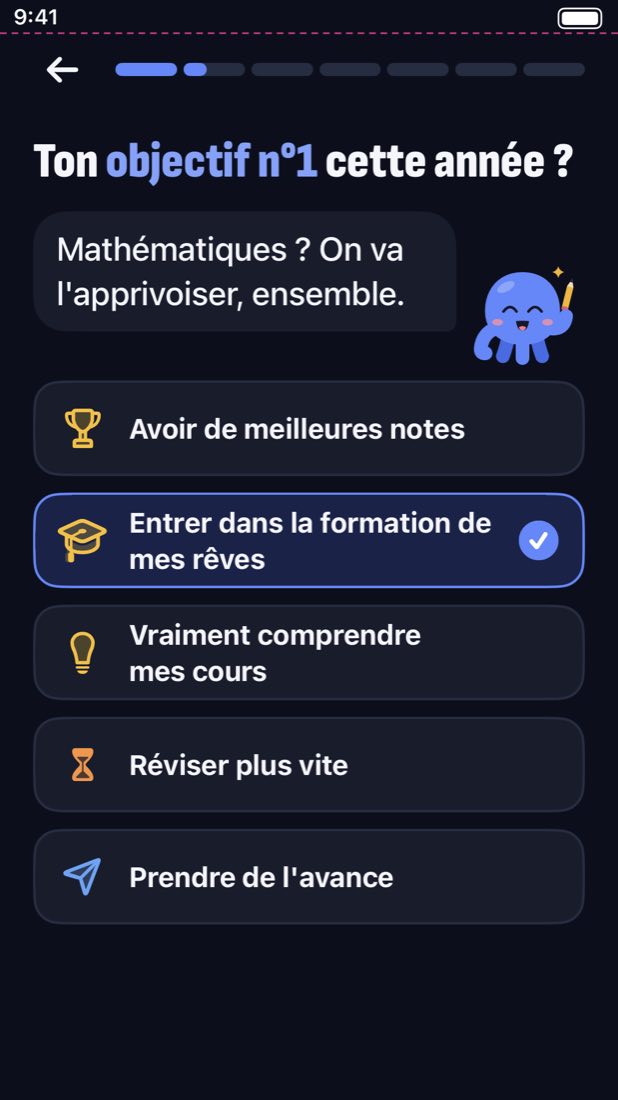 9:41
Ton objectif n°1 cette année ?
Mathématiques ? On va
l'apprivoiser, ensemble.
Avoir de meilleures notes
Entrer dans la formation de
mes rêves
Vraiment comprendre
mes cours
Réviser plus vite
Prendre de l'avance